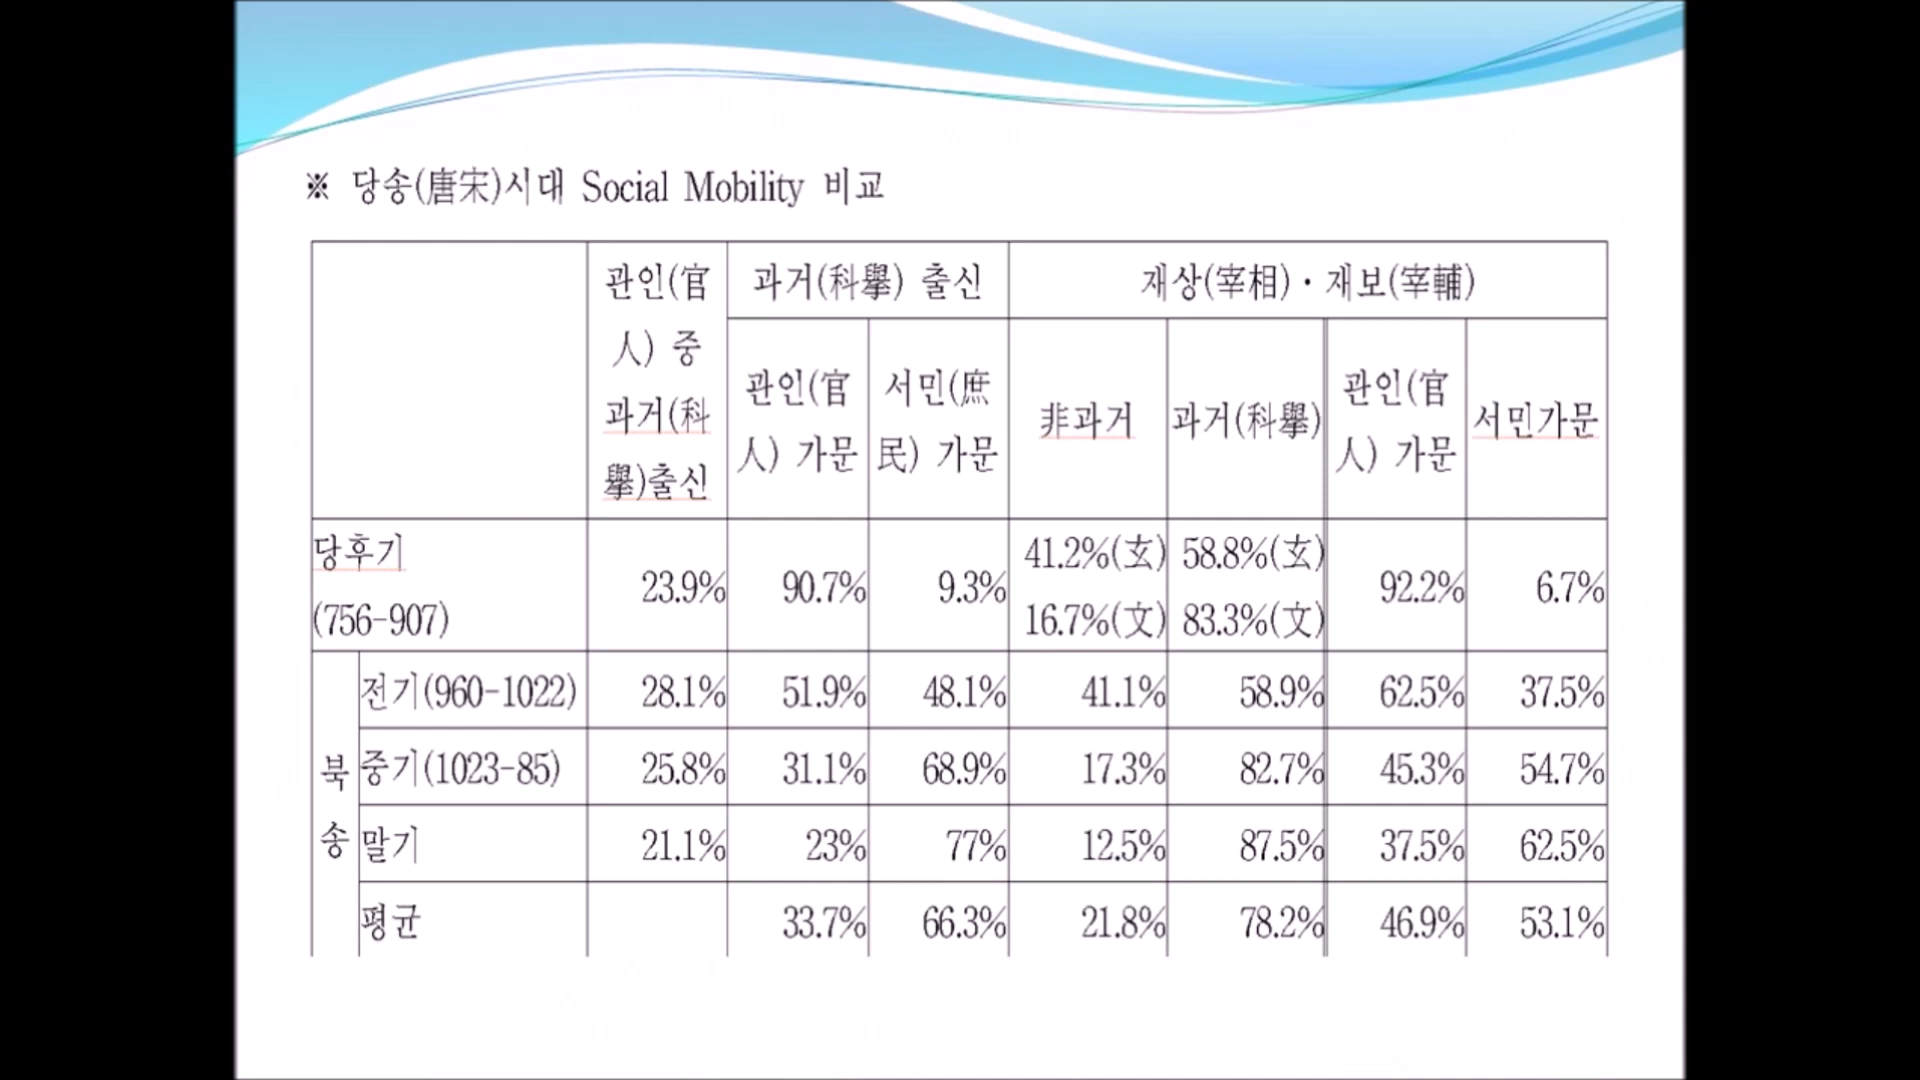 ※ 당송(唐宋)시대 Social Mobility 비교
관인(官
人) 중
과거(科
擧)출신
과거(科擧) 출신
재상(宰相)·재보(宰輔)
관인(官
人) 가문
서민(庶
民) 가문
非과거
과거(科擧)
관인(官
人) 가문
서민가문
당후기
(756-907)
23.9%
90.7%
9.3%
41.2%(玄)
16.7%(文)
58.8%(玄)
83.3%(文)
92.2%
6.7%
북
송
전기(960-1022)
28.1%
51.9%
48.1%
41.1%
58.9%
62.5%
37.5%
중기(1023-85)
25.8%
31.1%
68.9%
17.3%
82.7%
45.3%
54.7%
말기
21.1%
23%
77%
12.5%
87.5%
37.5%
62.5%
평균
33.7%
66.3%
21.8%
78.2%
46.9%
53.1%